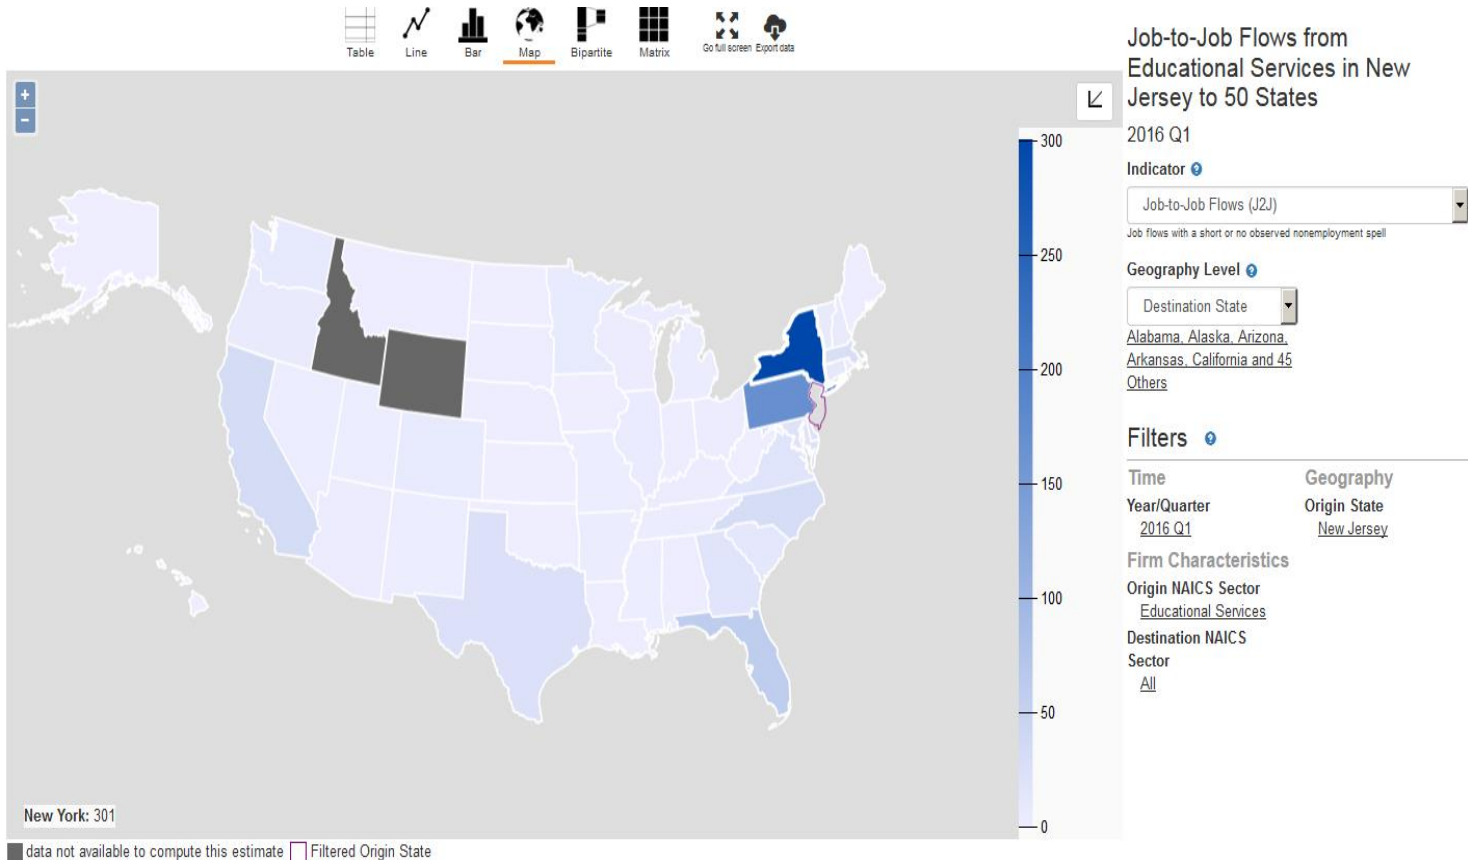 Table Line Bar Map Bipartite Matrix Go full screen Export data
+
−
300
250
200
150
100
50
0
New York: 301
data not available to compute this estimate Filtered Origin State
Job-to-Job Flows from
Educational Services in New
Jersey to 50 States
2016 Q1
Indicator ?
Job-to-Job Flows (J2J)
Job flows with a short or no observed nonemployment spell
Geography Level ?
Destination State
Alabama, Alaska, Arizona,
Arkansas, California and 45
Others
Filters ?
Time Geography
Year/Quarter Origin State
2016 Q1 New Jersey
Firm Characteristics
Origin NAICS Sector
Educational Services
Destination NAICS
Sector
All